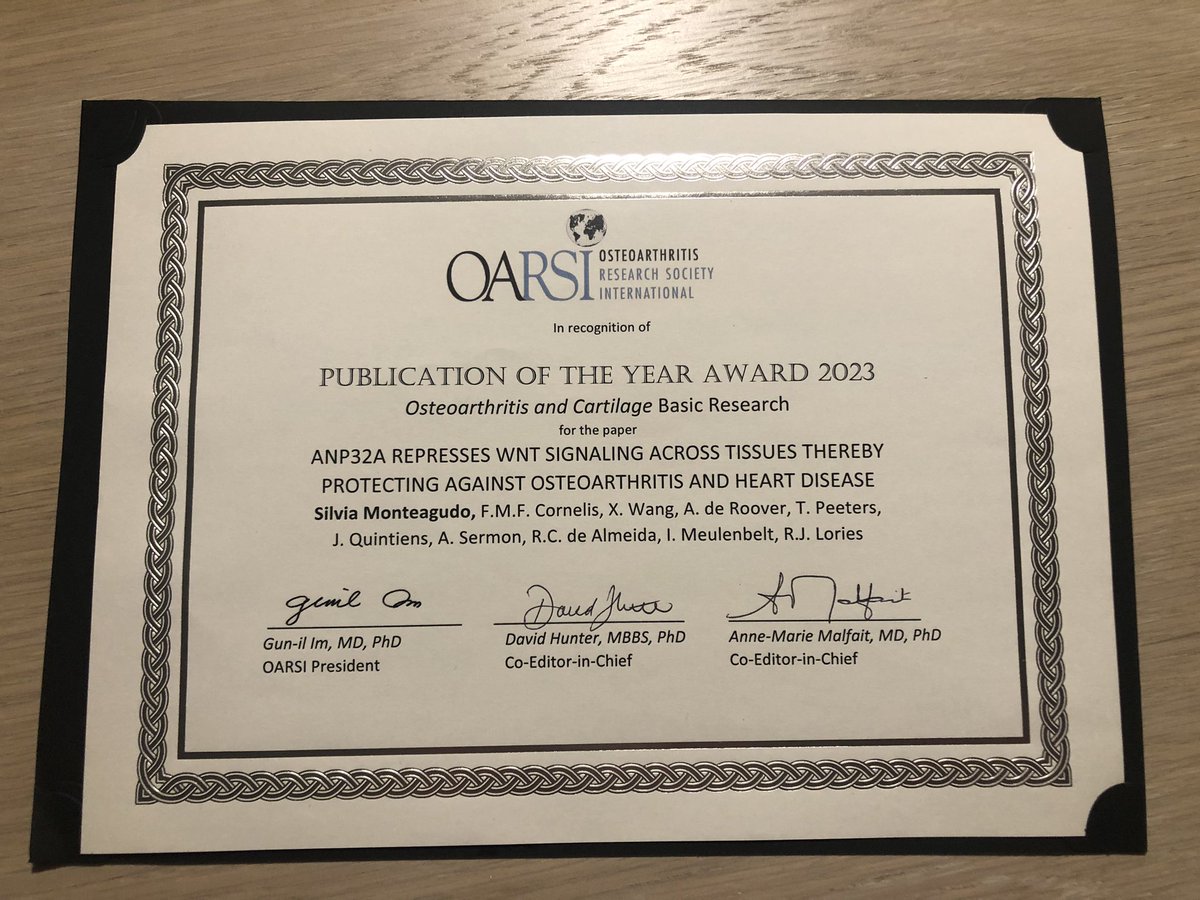 OARSI OSTEOARTHRITIS
RESEARCH SOCIETY
INTERNATIONAL
In recognition of
PUBLICATION OF THE YEAR AWARD 2023
Osteoarthritis and Cartilage Basic Research
for the paper
ANP32A REPRESSES WNT SIGNALING ACROSS TISSUES THEREBY
PROTECTING AGAINST OSTEOARTHRITIS AND HEART DISEASE
Silvia Monteagudo, F.M.F. Cornelis, X. Wang, A. de Roover, T. Peeters,
J. Quintiens, A. Sermon, R.C. de Almeida, I. Meulenbelt, R.J. Lories
Gun-il Im, MD, PhD
OARSI President
David Hunter, MBBS, PhD
Co-Editor-in-Chief
Anne-Marie Malfait, MD, PhD
Co-Editor-in-Chief